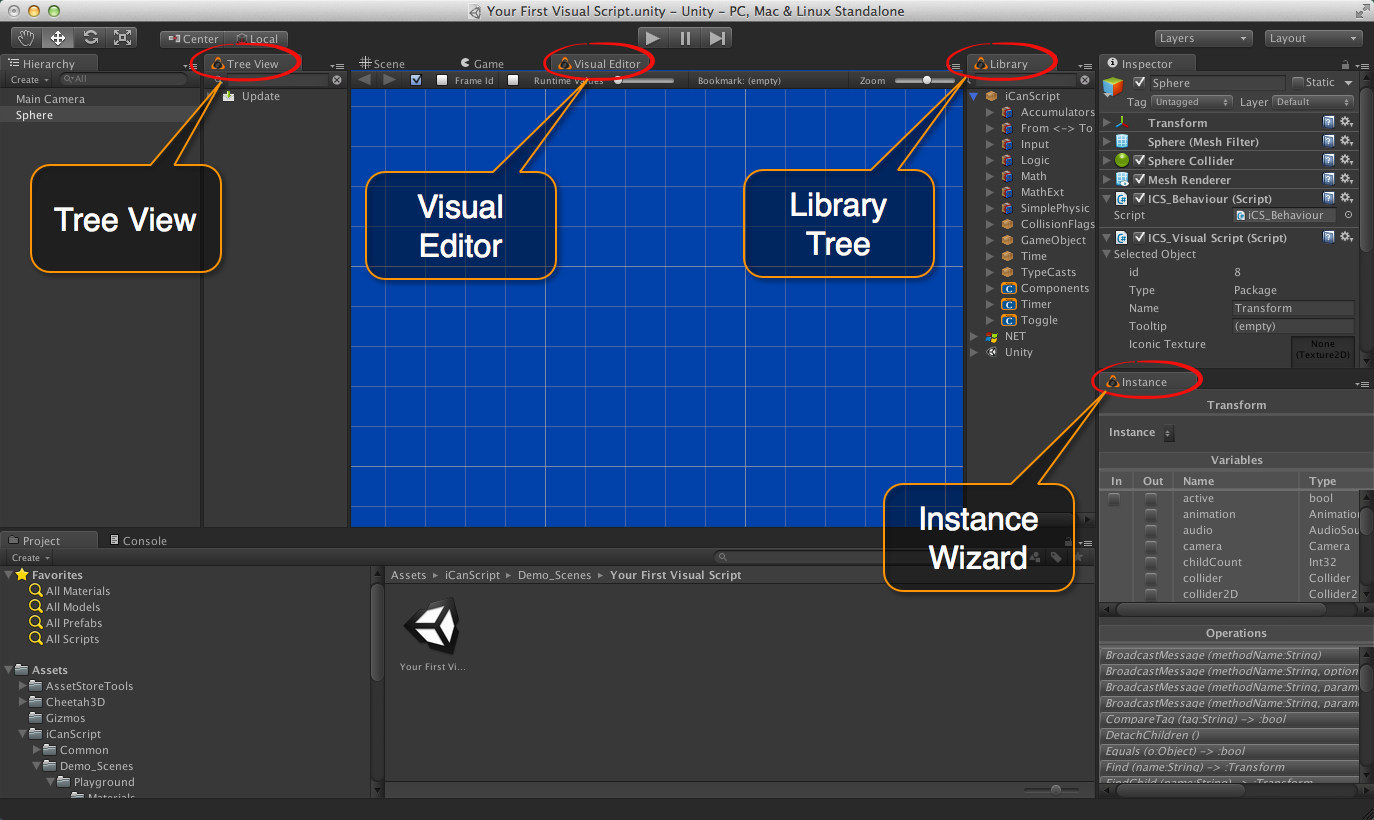 Your First Visual Script.unity - Unity - PC, Mac & Linux Standalone
Center Local
Layers Layout
Hierarchy
Create All
Main Camera
Sphere
Tree View
Update
Tree View
Scene Game Visual Editor
Frame Id Runtime Values Bookmark: (empty) Zoom
Visual
Editor
Library
Library
Tree
iCanScript
Accumulators
From <-> To
Input
Logic
Math
MathExt
SimplePhysic
CollisionFlags
GameObject
Time
TypeCasts
Components
Timer
Toggle
NET
Unity
Inspector
Sphere Static
Tag Untagged Layer Default
Transform
Sphere (Mesh Filter)
Sphere Collider
Mesh Renderer
ICS_Behaviour (Script)
Script iCS_Behaviour
ICS_Visual Script (Script)
Selected Object
id 8
Type Package
Name Transform
Tooltip (empty)
Iconic Texture None
(Texture2D)
Instance
Transform
Instance
Variables
In Out Name Type
active bool
animation Animation
audio AudioSou
camera Camera
childCount Int32
collider Collider
collider2D Collider2
Instance
Wizard
Operations
BroadcastMessage (methodName:String)
BroadcastMessage (methodName:String, option
BroadcastMessage (methodName:String, param
BroadcastMessage (methodName:String, param
CompareTag (tag:String) -> :bool
DetachChildren ()
Equals (o:Object) -> :bool
Find (name:String) -> :Transform
FindChild (name:String) -> :Transform
Project Console
Create
Favorites
All Materials
All Models
All Prefabs
All Scripts
Assets
AssetStoreTools
Cheetah3D
Gizmos
iCanScript
Common
Demo_Scenes
Playground
Materials
Assets ▸ iCanScript ▸ Demo_Scenes ▸ Your First Visual Script
Your First Vi...